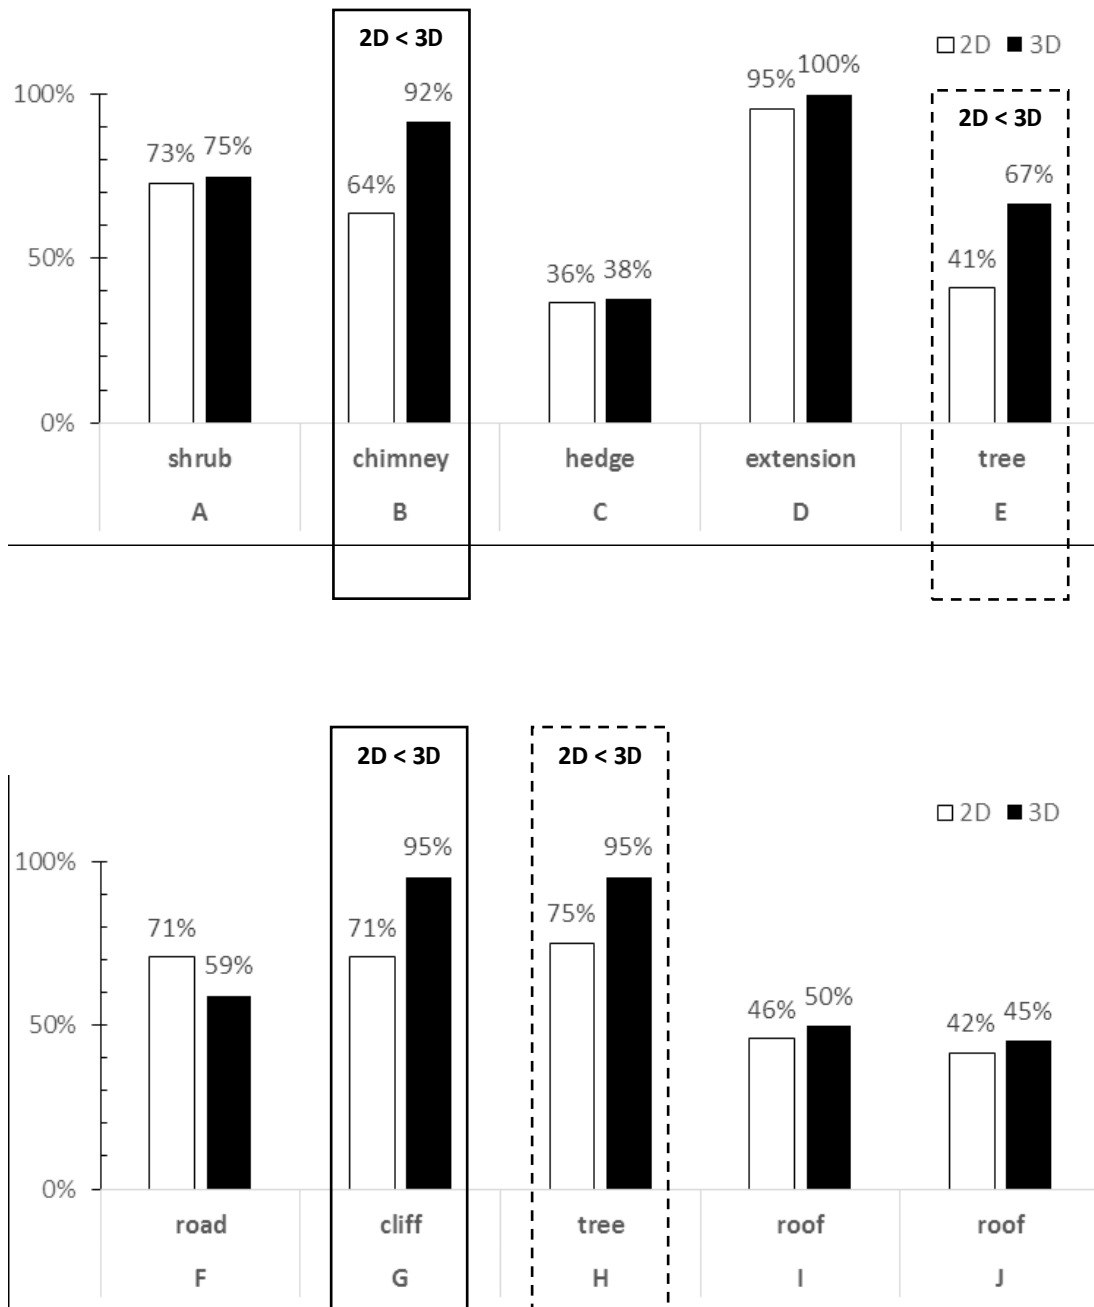 2D < 3D
2D 3D
100%
50%
0%
73% 75%
64% 92%
36% 38%
95% 100%
2D < 3D
41% 67%
shrub chimney hedge extension tree
A B C D E
2D < 3D 2D < 3D
2D 3D
100%
50%
0%
71% 59%
71% 95%
75% 95%
46% 50%
42% 45%
road cliff tree roof roof
F G H I J